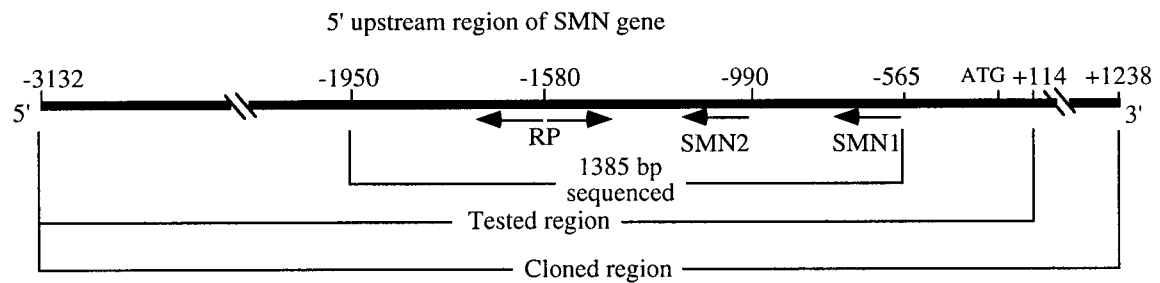 5' upstream region of SMN gene
-3132 -1950 -1580 -990 -565 ATG +114 +1238
5' 3'
RP SMN2 SMN1
1385 bp
sequenced
Tested region
Cloned region